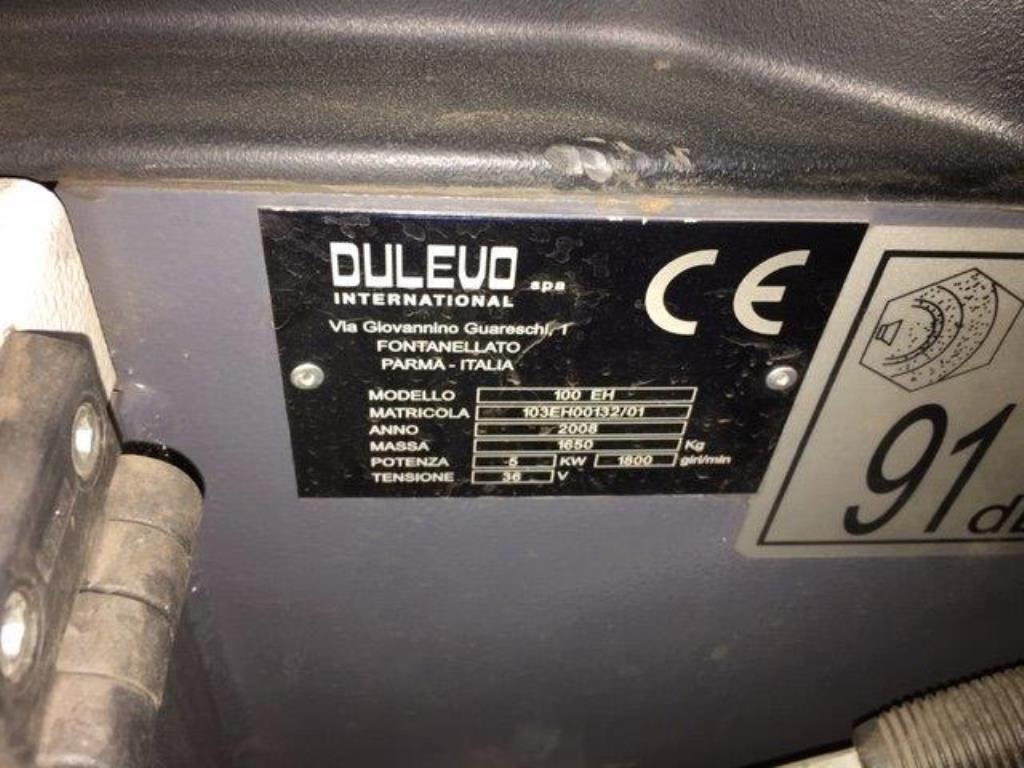 DULEVO spa
INTERNATIONAL
Via Giovannino Guareschi, 1
FONTANELLATO
PARMA - ITALIA
CE
MODELLO 100 EH
MATRICOLA 103EH00132/01
ANNO 2008
MASSA 1650 Kg
POTENZA 5 KW 1800 giri/min
TENSIONE 36 V
91 dB